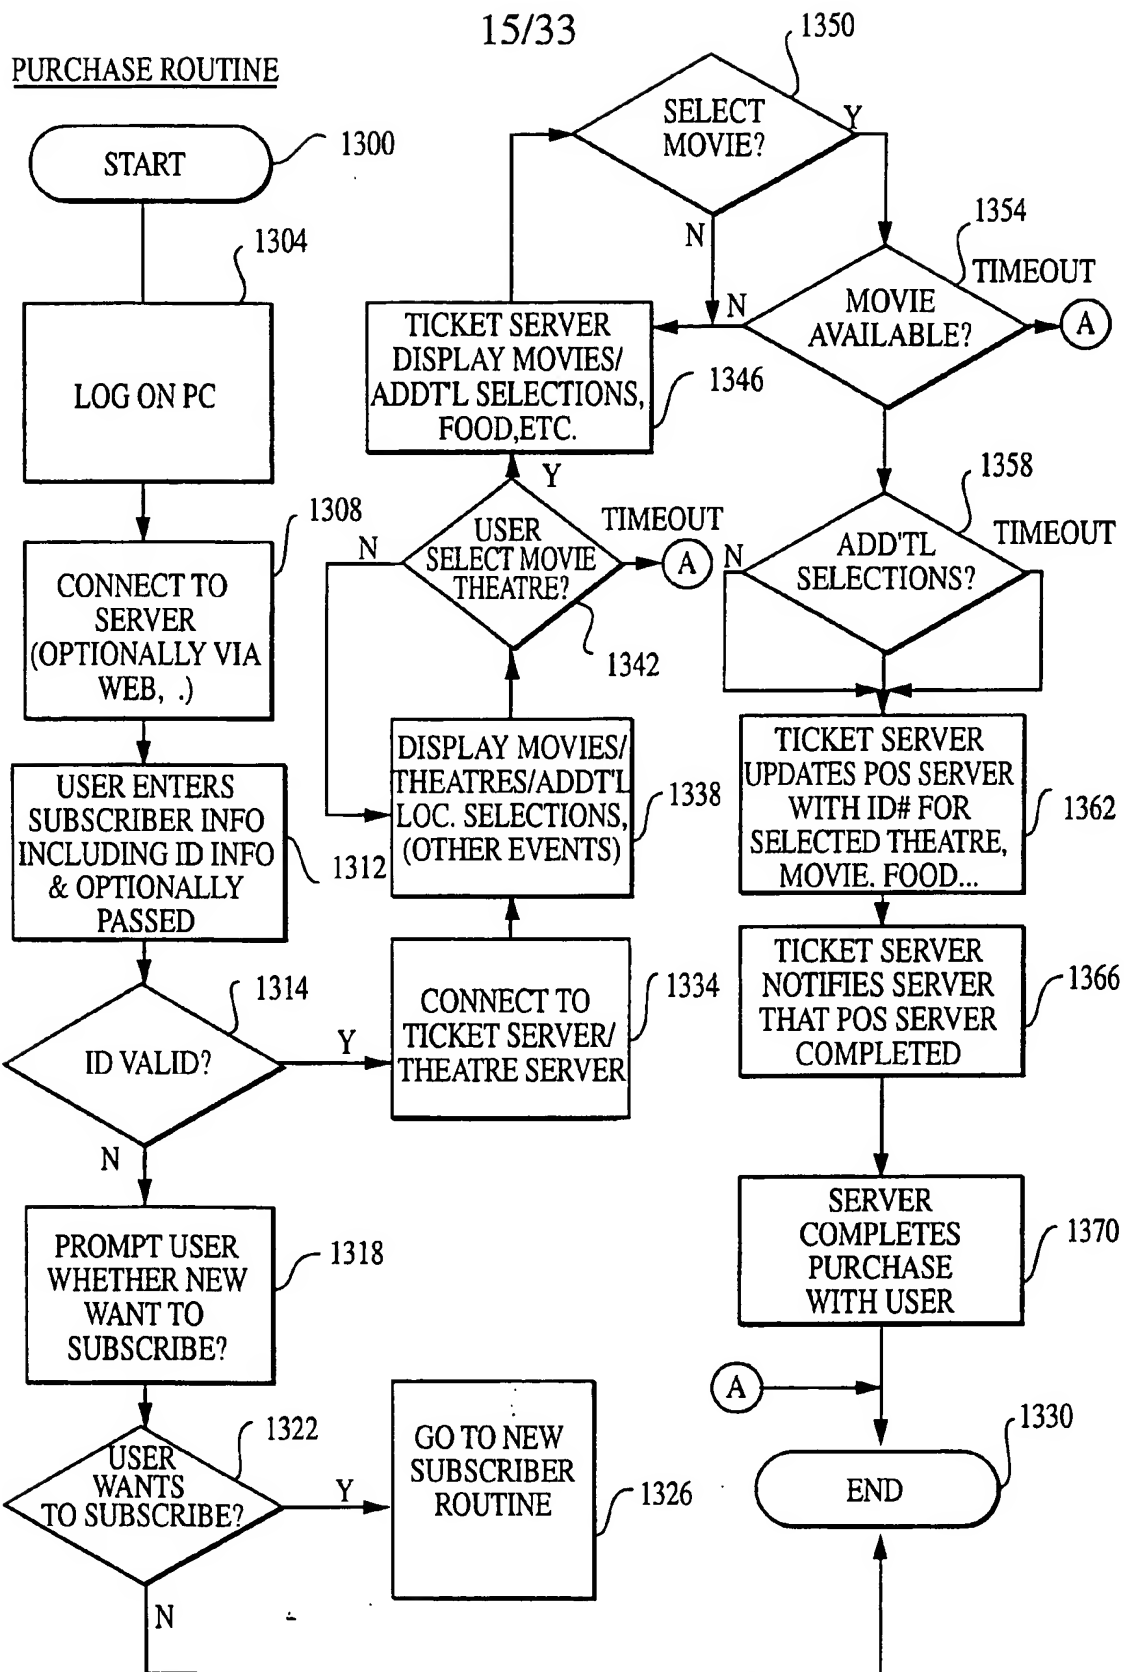 15/33
PURCHASE ROUTINE
START
1300
1304
LOG ON PC
1308
CONNECT TO
SERVER
(OPTIONALLY VIA
WEB, .)
USER ENTERS
SUBSCRIBER INFO
INCLUDING ID INFO
& OPTIONALLY
PASSED
1312
1314
ID VALID?
Y
N
PROMPT USER
WHETHER NEW
WANT TO
SUBSCRIBE?
1318
1322
USER
WANTS
TO SUBSCRIBE?
Y
N
GO TO NEW
SUBSCRIBER
ROUTINE
1326
CONNECT TO
TICKET SERVER/
THEATRE SERVER
1334
DISPLAY MOVIES/
THEATRES/ADDT'L
LOC. SELECTIONS,
(OTHER EVENTS)
1338
USER
SELECT MOVIE
THEATRE?
1342
N
Y
TIMEOUT
A
TICKET SERVER
DISPLAY MOVIES/
ADDT'L SELECTIONS,
FOOD,ETC.
1346
1350
SELECT
MOVIE?
Y
N
1354
MOVIE
AVAILABLE?
N
TIMEOUT
A
1358
ADD'TL
SELECTIONS?
N
TIMEOUT
TICKET SERVER
UPDATES POS SERVER
WITH ID# FOR
SELECTED THEATRE,
MOVIE. FOOD...
1362
TICKET SERVER
NOTIFIES SERVER
THAT POS SERVER
COMPLETED
1366
SERVER
COMPLETES
PURCHASE
WITH USER
1370
A
1330
END